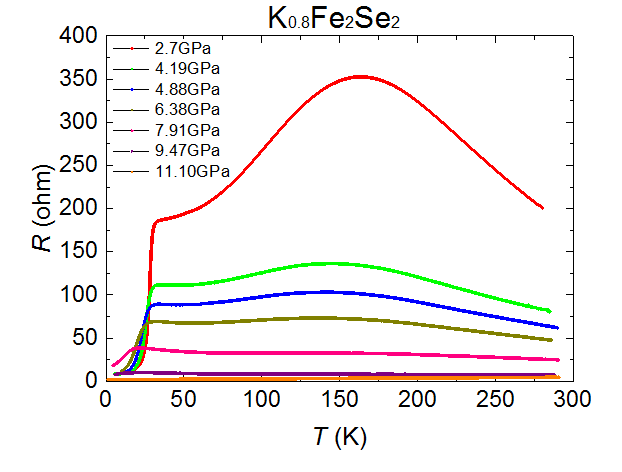 K0.8Fe2Se2
400
350
300
250
200
150
100
50
0
R (ohm)
2.7GPa
4.19GPa
4.88GPa
6.38GPa
7.91GPa
9.47GPa
11.10GPa
0 50 100 150 200 250 300
T (K)